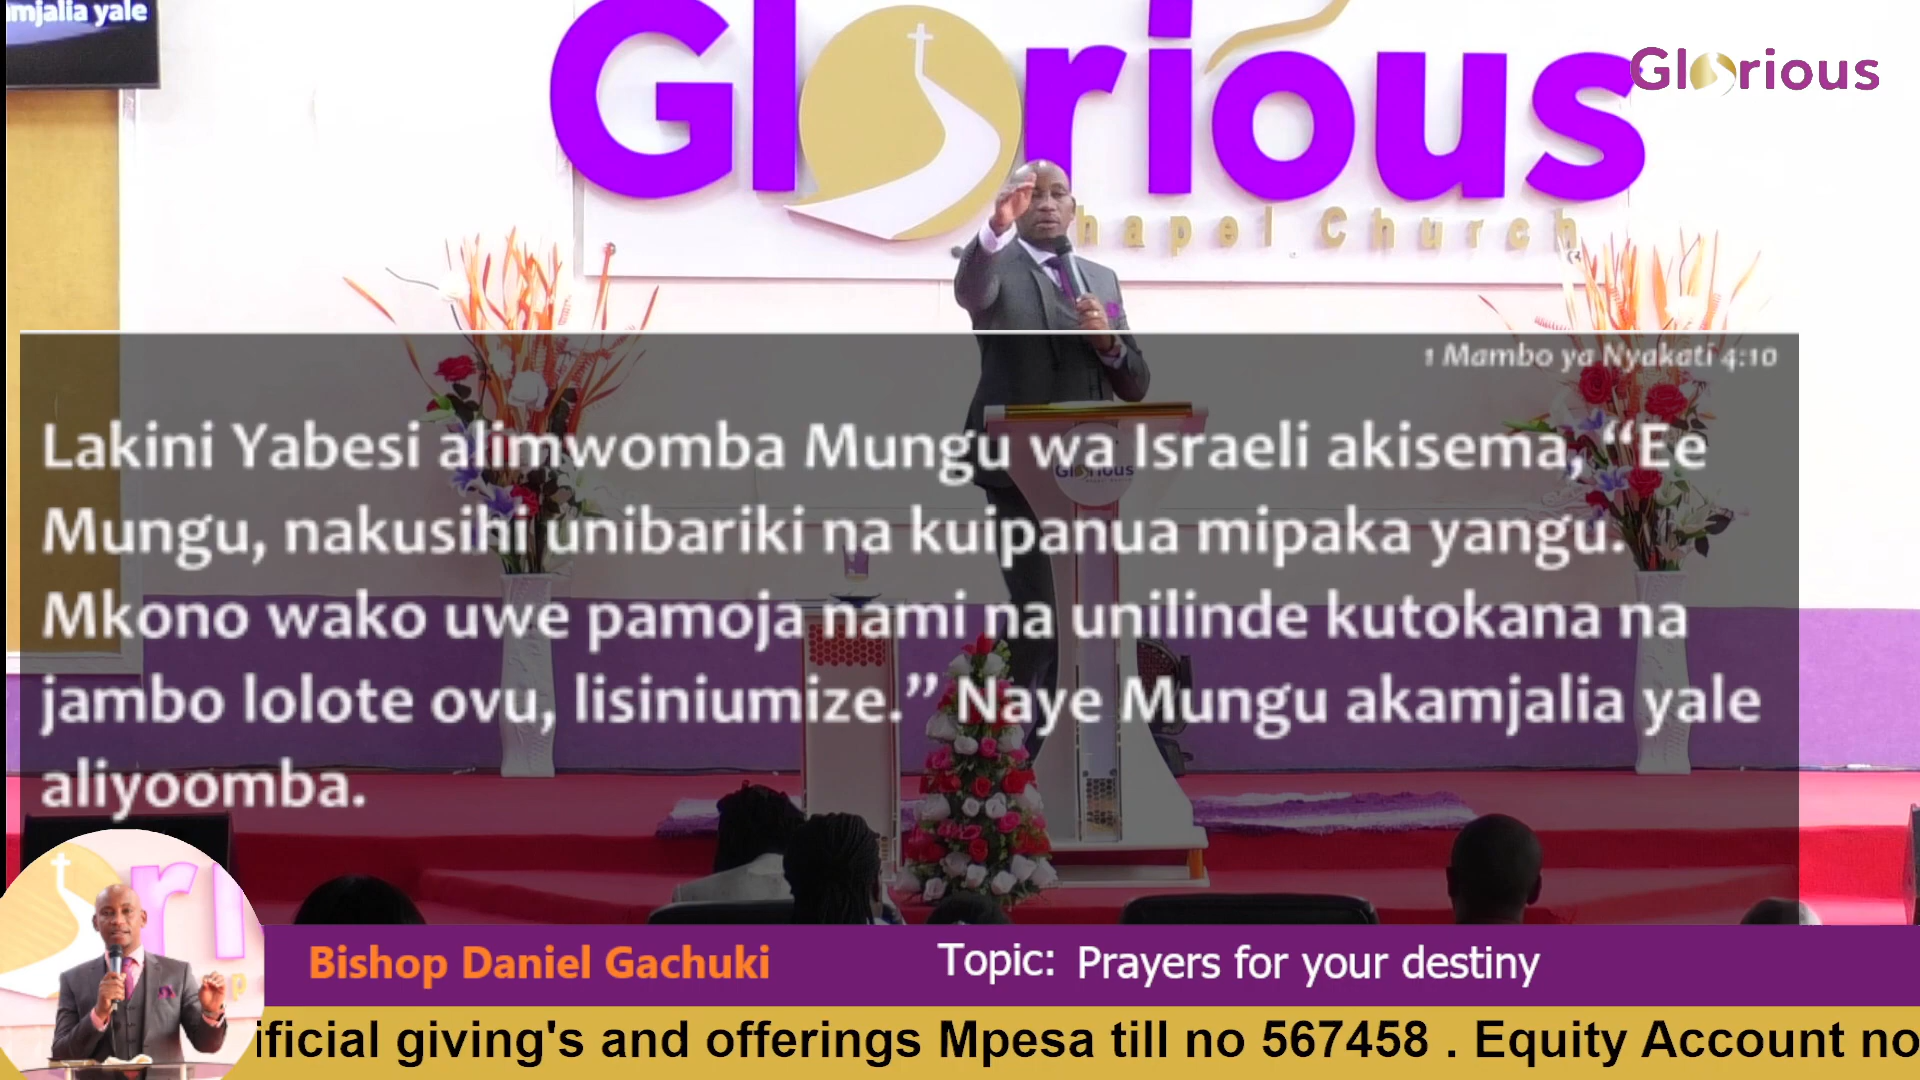 amjalia yale
Glorious
Glorious
Chapel Church
1 Mambo ya Nyakati 4:10
Lakini Yabesi alimwomba Mungu wa Israeli akisema, “Ee
Mungu, nakusihi unibariki na kuipanua mipaka yangu.
Mkono wako uwe pamoja nami na unilinde kutokana na
jambo lolote ovu, lisiniumize.” Naye Mungu akamjalia yale
aliyoomba.
Glorious
Bishop Daniel Gachuki
Topic: Prayers for your destiny
ificial giving's and offerings Mpesa till no 567458 . Equity Account no